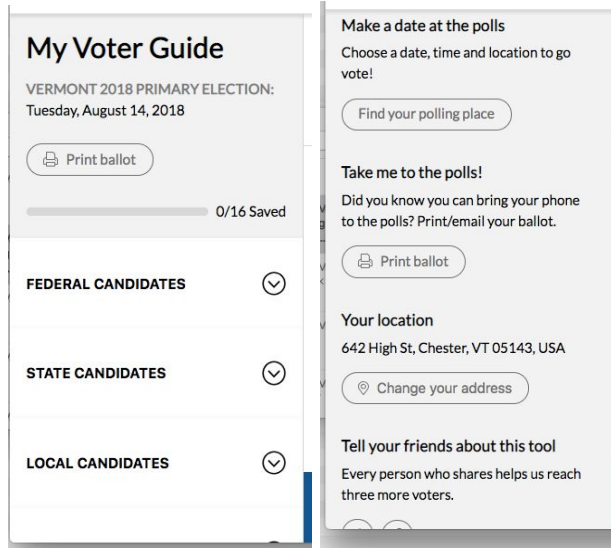 My Voter Guide
VERMONT 2018 PRIMARY ELECTION:
Tuesday, August 14, 2018
Print ballot
0/16 Saved
FEDERAL CANDIDATES
STATE CANDIDATES
LOCAL CANDIDATES
Make a date at the polls
Choose a date, time and location to go
vote!
Find your polling place
Take me to the polls!
Did you know you can bring your phone
to the polls? Print/email your ballot.
Print ballot
Your location
642 High St, Chester, VT 05143, USA
Change your address
Tell your friends about this tool
Every person who shares helps us reach
three more voters.